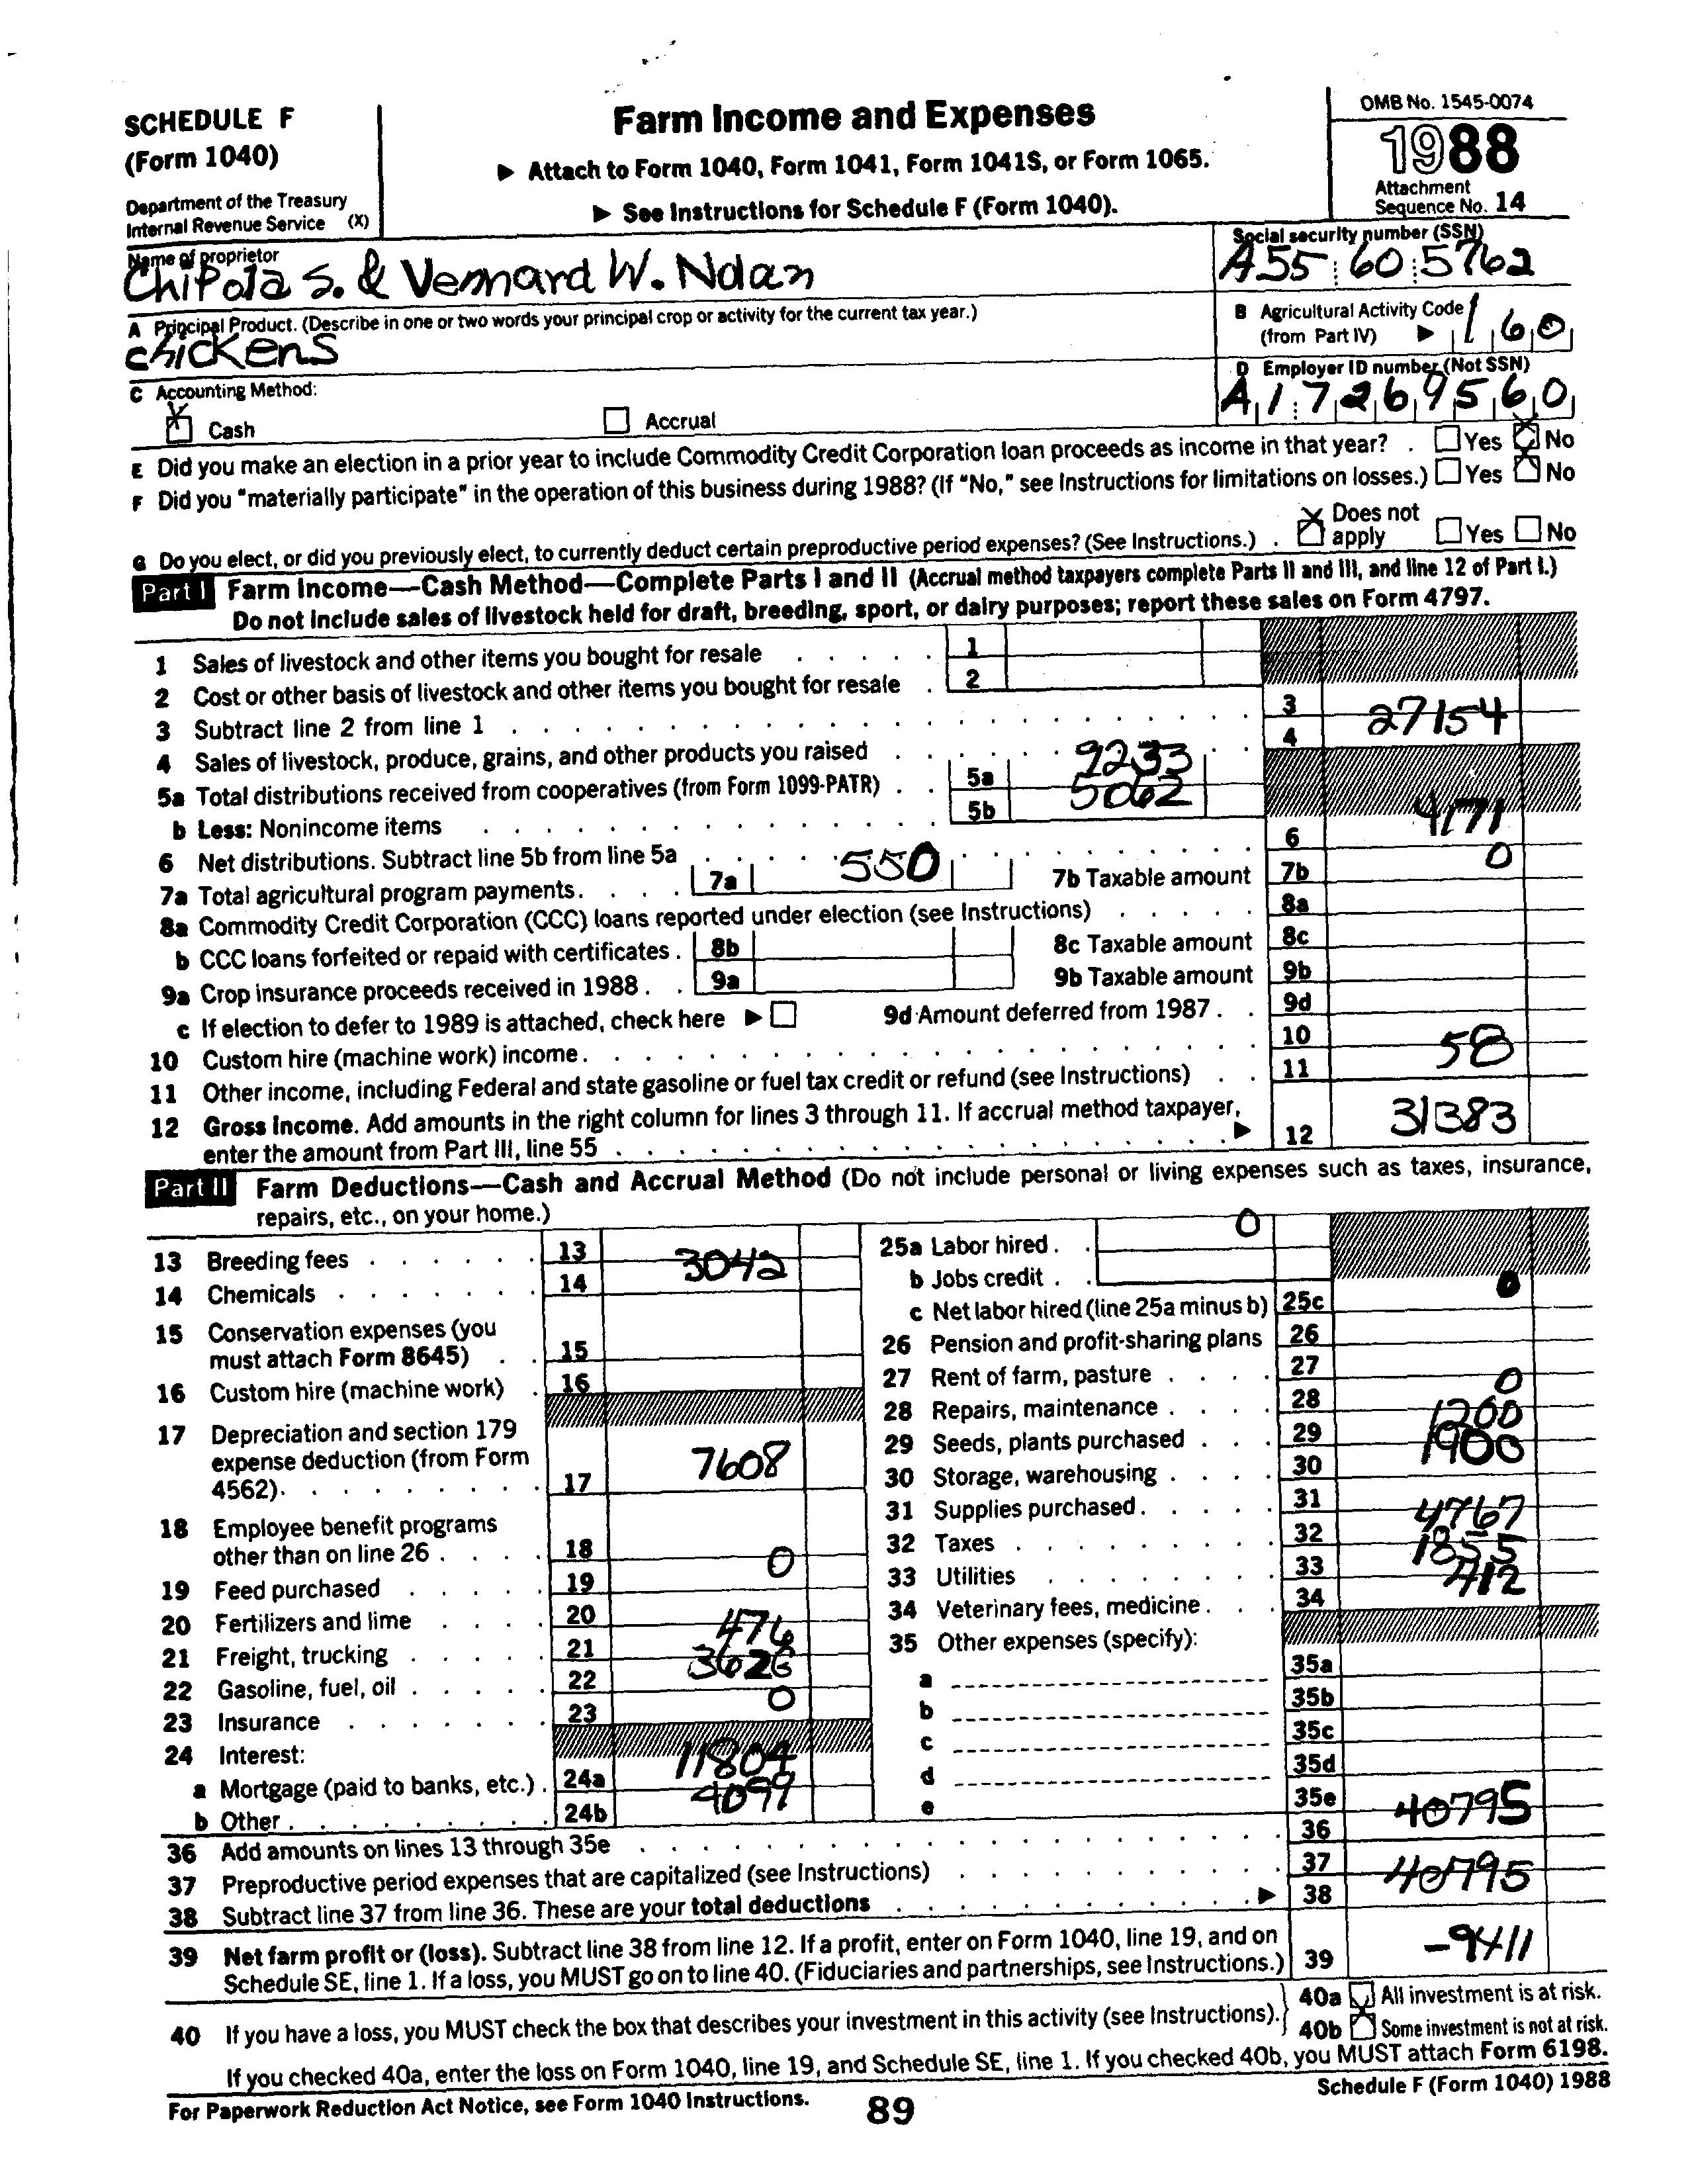 SCHEDULE F
(Form 1040)
Department of the Treasury
Internal Revenue Service (X)
Farm Income and Expenses
▶ Attach to Form 1040, Form 1041, Form 1041S, or Form 1065.
▶ See Instructions for Schedule F (Form 1040).
OMB No. 1545-0074
1988
Attachment
Sequence No. 14
Name of proprietor
Chipola S. & Vernard W. Nolan
Social security number (SSN)
A55 60 5762
A Principal Product. (Describe in one or two words your principal crop or activity for the current tax year.)
chickens
B Agricultural Activity Code
(from Part IV) ▶ 160
C Accounting Method:
Cash
Accrual
D Employer ID number (Not SSN)
A1 7269560
E Did you make an election in a prior year to include Commodity Credit Corporation loan proceeds as income in that year? . Yes No
F Did you "materially participate" in the operation of this business during 1988? (If "No," see Instructions for limitations on losses.) Yes No
G Do you elect, or did you previously elect, to currently deduct certain preproductive period expenses? (See Instructions.) . Does not apply Yes No
Part I Farm Income—Cash Method—Complete Parts I and II (Accrual method taxpayers complete Parts II and III, and line 12 of Part I.)
Do not include sales of livestock held for draft, breeding, sport, or dairy purposes; report these sales on Form 4797.
1 Sales of livestock and other items you bought for resale 1
2 Cost or other basis of livestock and other items you bought for resale 2
3 Subtract line 2 from line 1 3
4 Sales of livestock, produce, grains, and other products you raised 4 27154
5a Total distributions received from cooperatives (from Form 1099-PATR) 5a 9233
b Less: Nonincome items 5b 5062
6 Net distributions. Subtract line 5b from line 5a 6 4171
7a Total agricultural program payments. 7a 550 7b Taxable amount 7b 0
8a Commodity Credit Corporation (CCC) loans reported under election (see Instructions) 8a
b CCC loans forfeited or repaid with certificates. 8b 8c Taxable amount 8c
9a Crop insurance proceeds received in 1988. 9a 9b Taxable amount 9b
c If election to defer to 1989 is attached, check here ▶ 9d Amount deferred from 1987. 9d
10 Custom hire (machine work) income. 10
11 Other income, including Federal and state gasoline or fuel tax credit or refund (see Instructions) 11 58
12 Gross Income. Add amounts in the right column for lines 3 through 11. If accrual method taxpayer,
enter the amount from Part III, line 55 ▶ 12 31383
Part II Farm Deductions—Cash and Accrual Method (Do not include personal or living expenses such as taxes, insurance,
repairs, etc., on your home.)
13 Breeding fees 13
14 Chemicals 14 3042
15 Conservation expenses (you
must attach Form 8645) 15
16 Custom hire (machine work) 16
17 Depreciation and section 179
expense deduction (from Form
4562). 17 7608
18 Employee benefit programs
other than on line 26 18
19 Feed purchased 19 0
20 Fertilizers and lime 20
21 Freight, trucking 21 476
22 Gasoline, fuel, oil 22 3626
23 Insurance 23 0
24 Interest:
a Mortgage (paid to banks, etc.) 24a 11804
b Other 24b 4099
25a Labor hired. 0
b Jobs credit
c Net labor hired (line 25a minus b) 25c 0
26 Pension and profit-sharing plans 26
27 Rent of farm, pasture 27
28 Repairs, maintenance 28 0
29 Seeds, plants purchased 29 1200
30 Storage, warehousing 30 1900
31 Supplies purchased. 31
32 Taxes 32 4767
33 Utilities 33 1855
34 Veterinary fees, medicine. 34 412
35 Other expenses (specify):
a 35a
b 35b
c 35c
d 35d
e 35e
36 Add amounts on lines 13 through 35e 36 40795
37 Preproductive period expenses that are capitalized (see Instructions) 37
38 Subtract line 37 from line 36. These are your total deductions ▶ 38 40795
39 Net farm profit or (loss). Subtract line 38 from line 12. If a profit, enter on Form 1040, line 19, and on
Schedule SE, line 1. If a loss, you MUST go on to line 40. (Fiduciaries and partnerships, see Instructions.) 39 -9411
40 If you have a loss, you MUST check the box that describes your investment in this activity (see Instructions).
40a All investment is at risk.
40b Some investment is not at risk.
If you checked 40a, enter the loss on Form 1040, line 19, and Schedule SE, line 1. If you checked 40b, you MUST attach Form 6198.
For Paperwork Reduction Act Notice, see Form 1040 Instructions.
89
Schedule F (Form 1040) 1988